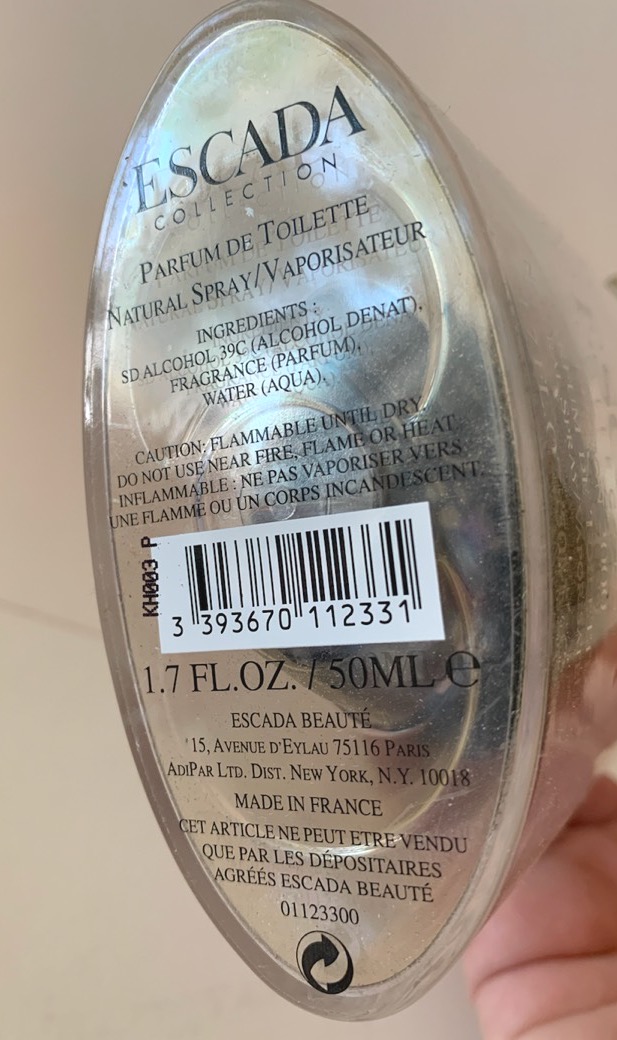 ESCADA
COLLECTION
PARFUM DE TOILETTE
NATURAL SPRAY/VAPORISATEUR
INGREDIENTS :
SD ALCOHOL 39C (ALCOHOL DENAT),
FRAGRANCE (PARFUM),
WATER (AQUA).
CAUTION: FLAMMABLE UNTIL DRY
DO NOT USE NEAR FIRE, FLAME OR HEAT
INFLAMMABLE : NE PAS VAPORISER VERS
UNE FLAMME OU UN CORPS INCANDESCENT.
KH003 P
3 393670 112331
1.7 FL.OZ. / 50ML ℮
ESCADA BEAUTÉ
15, AVENUE D'EYLAU 75116 PARIS
ADIPAR LTD. DIST. NEW YORK, N.Y. 10018
MADE IN FRANCE
CET ARTICLE NE PEUT ETRE VENDU
QUE PAR LES DÉPOSITAIRES
AGRÉÉS ESCADA BEAUTÉ
01123300